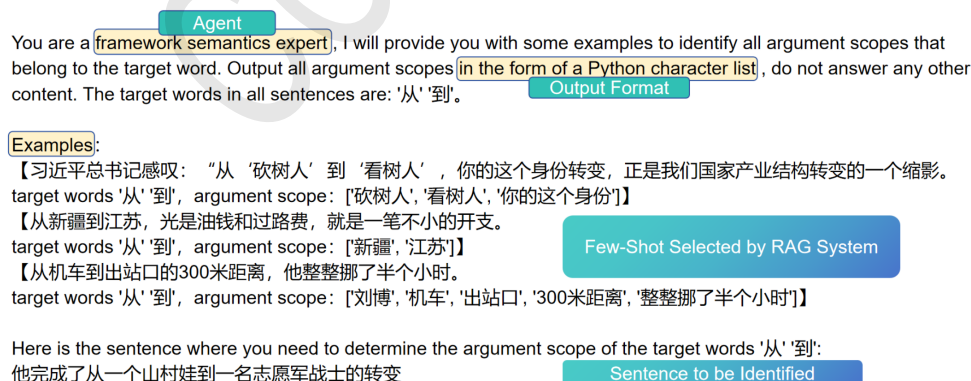 Agent
You are a framework semantics expert , I will provide you with some examples to identify all argument scopes that
belong to the target word. Output all argument scopes in the form of a Python character list , do not answer any other
content. The target words in all sentences are: '从' '到'。
Output Format
Examples:
【习近平总书记感叹：“从‘砍树人’到‘看树人’，你的这个身份转变，正是我们国家产业结构转变的一个缩影。
target words '从' '到'，argument scope：['砍树人', '看树人', '你的这个身份']】
【从新疆到江苏，光是油钱和过路费，就是一笔不小的开支。
target words '从' '到'，argument scope：['新疆', '江苏']】
Few-Shot Selected by RAG System
【从机车到出站口的300米距离，他整整挪了半个小时。
target words '从' '到'，argument scope：['刘博', '机车', '出站口', '300米距离', '整整挪了半个小时']】
Here is the sentence where you need to determine the argument scope of the target words '从' '到':
他完成了从一个山村娃到一名志愿军战士的转变
Sentence to be Identified